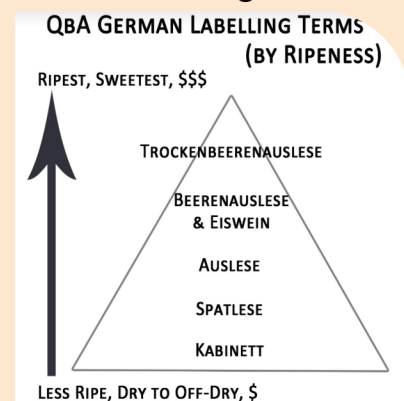 QbA German Labelling Terms
(by Ripeness)
Ripest, Sweetest, $$$
Trockenbeerenauslese
Beerenauslese
& Eiswein
Auslese
Spatlese
Kabinett
Less Ripe, Dry to Off-Dry, $